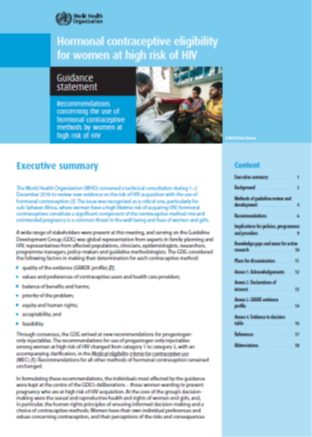 World Health
Organization
Hormonal contraceptive eligibility
for women at high risk of HIV
Guidance
statement
Recommendations
concerning the use of
hormonal contraceptive
methods by women at
high risk of HIV
Executive summary
The World Health Organization (WHO) convened a technical consultation during 1–2
December 2016 to review new evidence on the risk of HIV acquisition with the use of
hormonal contraception (1). The issue was recognized as a critical one, particularly for
sub-Saharan Africa, where women have a high lifetime risk of acquiring HIV, hormonal
contraceptives constitute a significant component of the contraceptive method mix and
unintended pregnancy is a common threat to the well-being and lives of women and girls.
A wide range of stakeholders were present at this meeting, and serving on the Guideline
Development Group (GDG) was global representation from experts in family planning and
HIV, representatives from affected populations, clinicians, epidemiologists, researchers,
programme managers, policy-makers and guideline methodologists. The GDG considered
the following factors in making their determination for each contraceptive method:
• quality of the evidence (GRADE profiles) (2);
• values and preferences of contraceptive users and health care providers;
• balance of benefits and harms;
• priority of the problem;
• equity and human rights;
• acceptability; and
• feasibility.
Through consensus, the GDG arrived at new recommendations for progestogen-
only injectables. The recommendations for use of progestogen-only injectables
among women at high risk of HIV changed from category 1 to category 2, with an
accompanying clarification, in the Medical eligibility criteria for contraceptive use
(MEC) (3). Recommendations for all other methods of hormonal contraception remained
unchanged.
In formulating these recommendations, the individuals most affected by the guidance
were kept at the centre of the GDG's deliberations – those women wanting to prevent
pregnancy who are at high risk of HIV acquisition. At the core of the group's decision-
making were the sexual and reproductive health and rights of women and girls, and,
in particular, the human rights principles of ensuring informed decision-making and a
choice of contraceptive methods. Women have their own individual preferences and
values concerning contraception, and their perceptions of the risks and consequences
Content
Executive summary 1
Background 2
Methods of guideline review and
development 4
Recommendations 6
Implications for policies, programmes
and providers 9
Knowledge gaps and areas for active
research 10
Plans for dissemination 11
Annex 1. Acknowledgements 12
Annex 2. Declarations of
interest 13
Annex 3. GRADE evidence
profile 14
Annex 4. Evidence to decision
table 16
References 17
Abbreviations 18